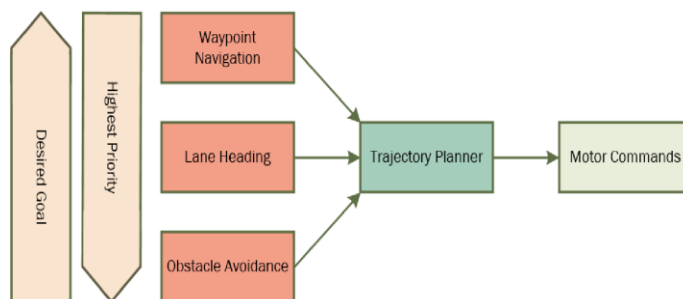 Desired Goal
Highest Priority
Waypoint
Navigation
Lane Heading
Obstacle Avoidance
Trajectory Planner
Motor Commands